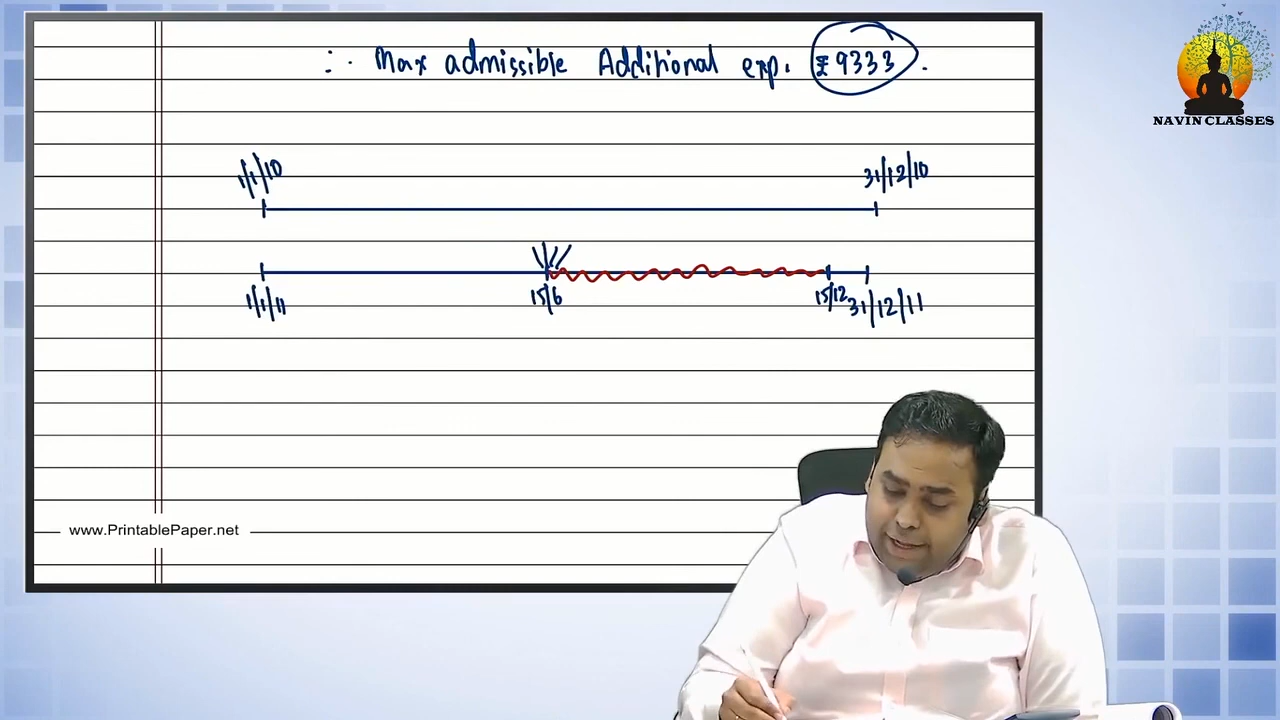 ∴ Max admissible Additional exp. ₹9333.
NAVIN CLASSES
1/1/10 31/12/10
15/6 15/12
1/1/11 31/12/11
www.PrintablePaper.net